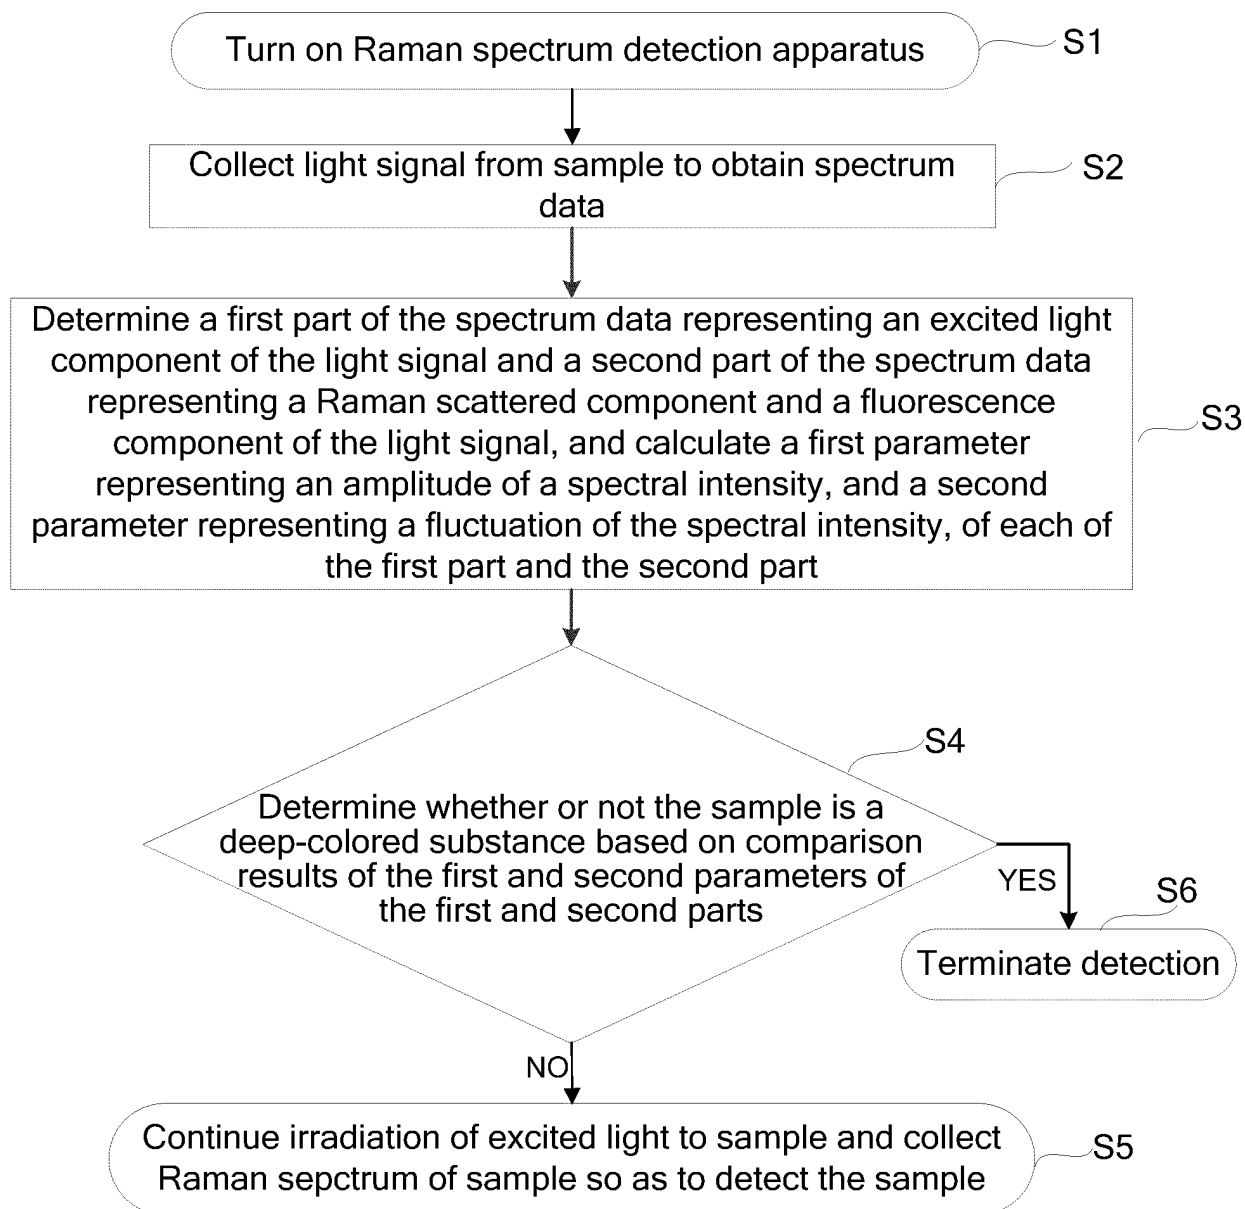 Turn on Raman spectrum detection apparatus
S1
Collect light signal from sample to obtain spectrum
data
S2
Determine a first part of the spectrum data representing an excited light
component of the light signal and a second part of the spectrum data
representing a Raman scattered component and a fluorescence
component of the light signal, and calculate a first parameter
representing an amplitude of a spectral intensity, and a second
parameter representing a fluctuation of the spectral intensity, of each of
the first part and the second part
S3
S4
Determine whether or not the sample is a
deep-colored substance based on comparison
results of the first and second parameters of
the first and second parts
YES
S6
Terminate detection
NO
Continue irradiation of excited light to sample and collect
Raman sepctrum of sample so as to detect the sample
S5